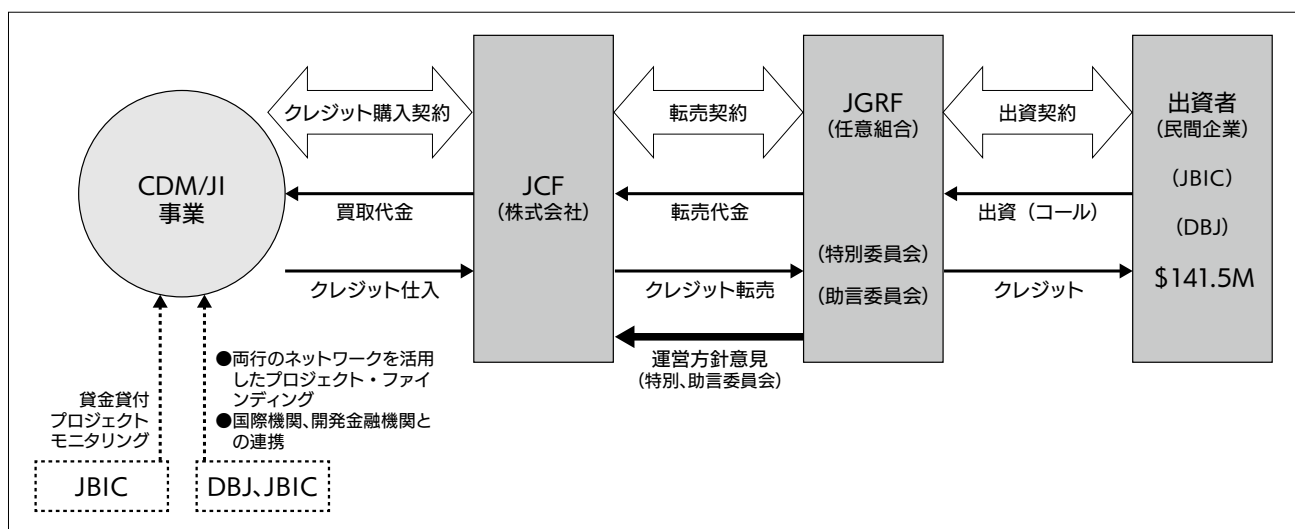 クレジット購入契約
転売契約
出資契約
CDM/JI
事業
JCF
(株式会社)
JGRF
(任意組合)
出資者
(民間企業)
(JBIC)
(DBJ)
$141.5M
買取代金
転売代金
出資（コール）
(特別委員会)
(助言委員会)
クレジット仕入
クレジット転売
クレジット
運営方針意見
(特別、助言委員会)
●両行のネットワークを活用
したプロジェクト・ファイ
ンディング
●国際機関、開発金融機関と
の連携
貸金貸付
プロジェクト
モニタリング
JBIC
DBJ、JBIC